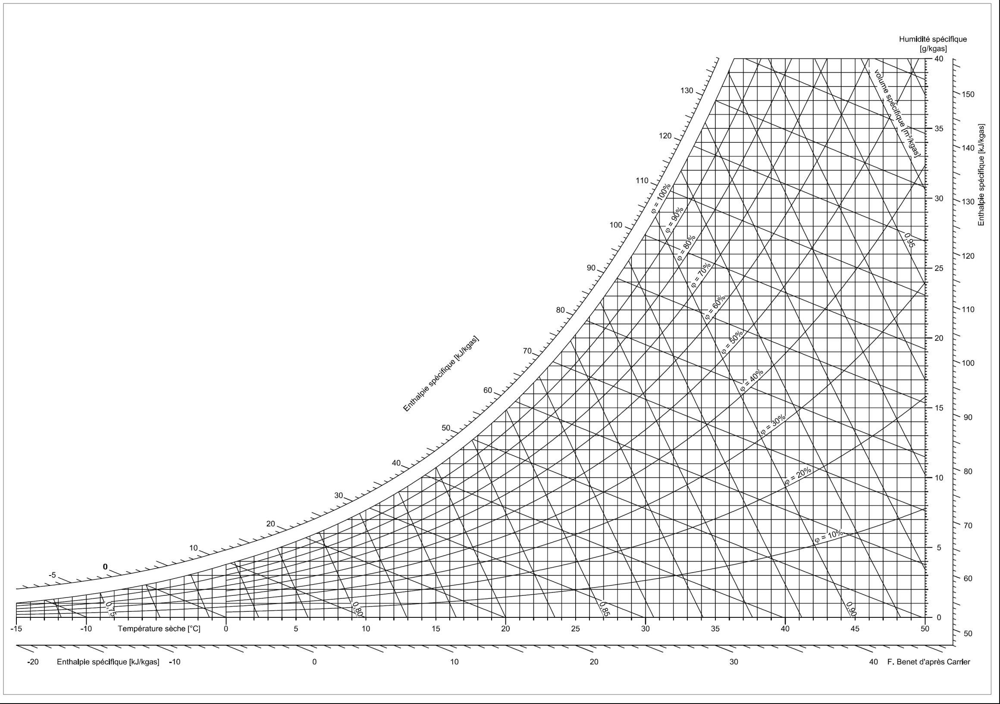 Humidité spécifique
[g/kgas]
40
35
30
25
20
15
10
5
0
150
140
130
120
110
100
90
80
70
60
50
Enthalpie spécifique [kJ/kgas]
volume spécifique [m³/kgas]
0,95
130
120
110
100
90
80
70
60
50
40
30
20
10
0
-5
Enthalpie spécifique [kJ/kgas]
φ = 100%
φ = 90%
φ = 80%
φ = 70%
φ = 60%
φ = 50%
φ = 40%
φ = 30%
φ = 20%
φ = 10%
0,75
0,80
0,85
0,90
-15 -10 Température sèche [°C] 0 5 10 15 20 25 30 35 40 45 50
-20 Enthalpie spécifique [kJ/kgas] -10 0 10 20 30 40 F. Benet d'après Carrier